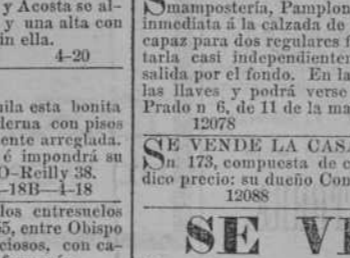 y Acosta se al-
y una alta con
in ella.
4-20
uila esta bonita
derna con pisos
ente arreglada.
é impondrá su
O-Reilly 38.
-18B—4-18
los entresuelos
5, entre Obispo
ciosos, con ca-
mampostería, Pamplon
inmediata á la calzada de
capaz para dos regulares f
tarla casi independiente
salida por el fondo. En la
las llaves y podrá verse
Prado n 6, de 11 de la ma
12078
SE VENDE LA CASA
n. 173, compuesta de c
dico precio: su dueño Con
12088
SE VE